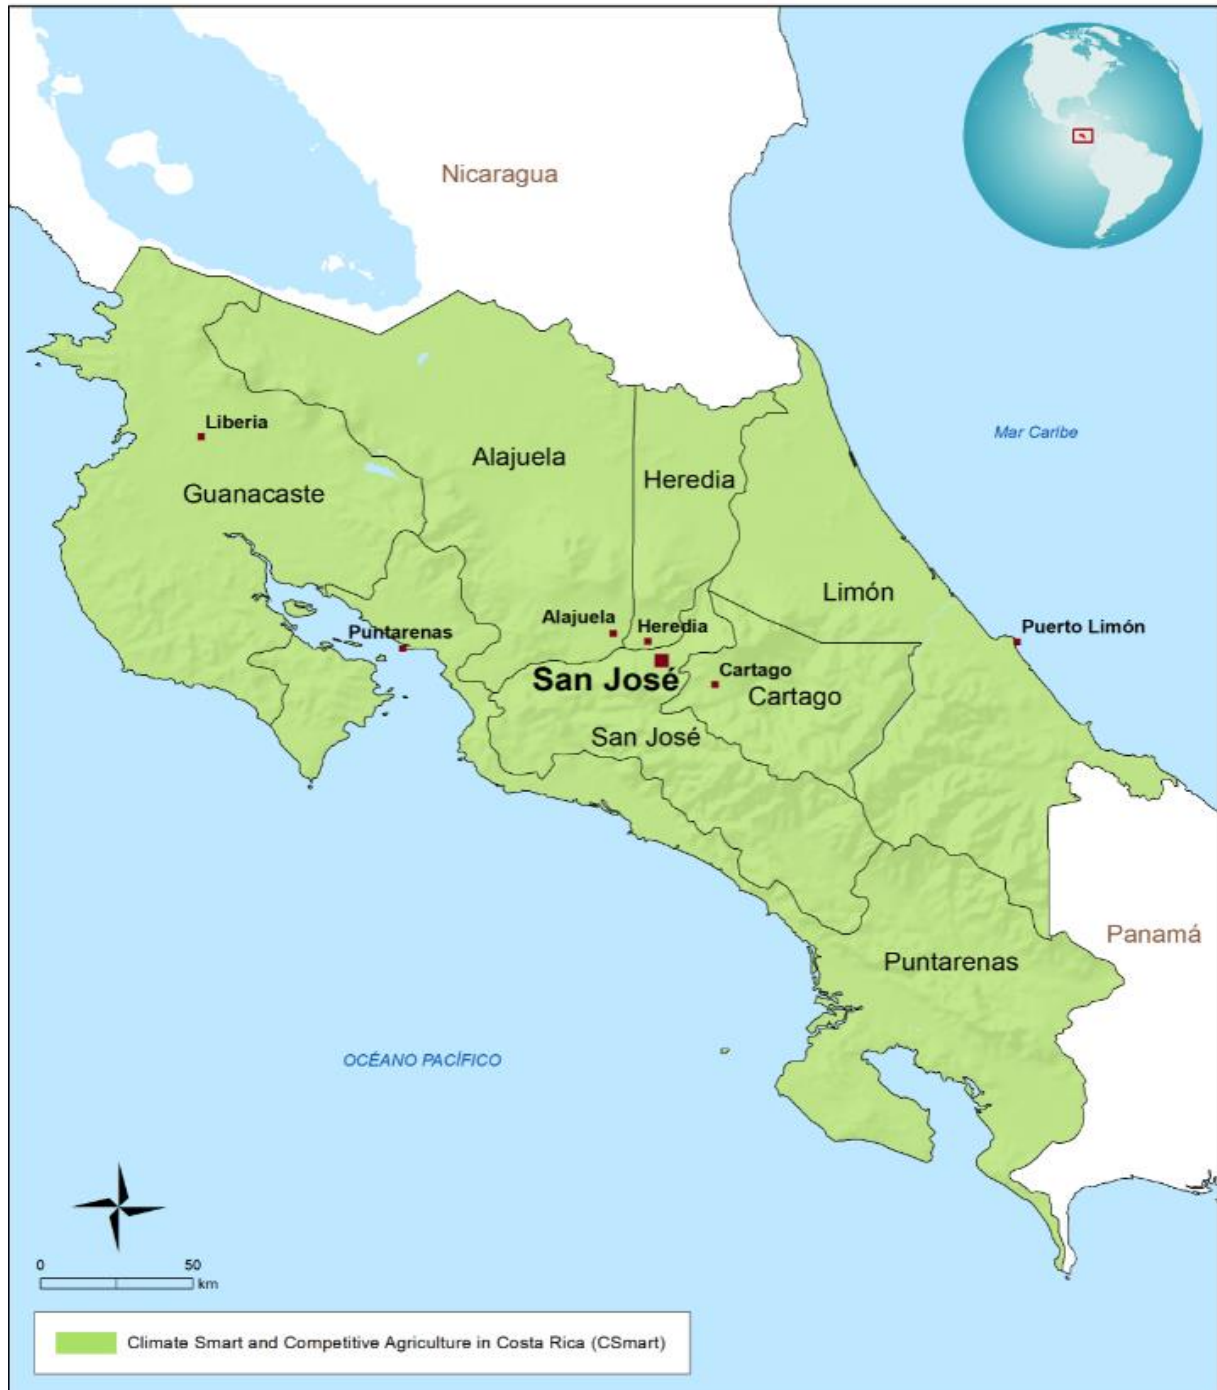 Nicaragua
Mar Caribe
Liberia
Alajuela
Heredia
Guanacaste
Limón
Alajuela
Heredia
Puntarenas
Puerto Limón
San José
Cartago
Cartago
San José
Panamá
Puntarenas
OCÉANO PACÍFICO
0 50
km
Climate Smart and Competitive Agriculture in Costa Rica (CSmart)